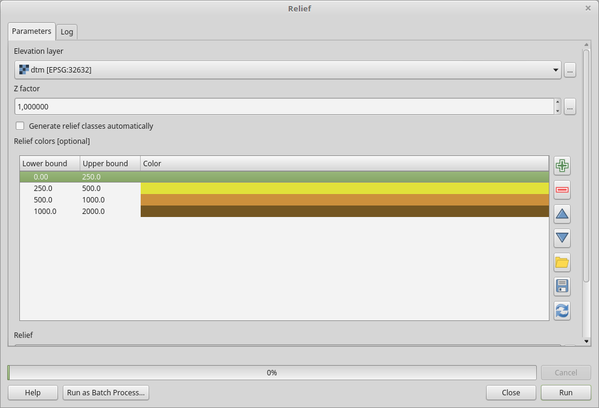 Relief
Parameters Log
Elevation layer
dtm [EPSG:32632]
...
Z factor
1,000000
...
Generate relief classes automatically
Relief colors [optional]
Lower bound Upper bound Color
0.00 250.0
250.0 500.0
500.0 1000.0
1000.0 2000.0
Relief
0%
Cancel
Help Run as Batch Process... Close Run